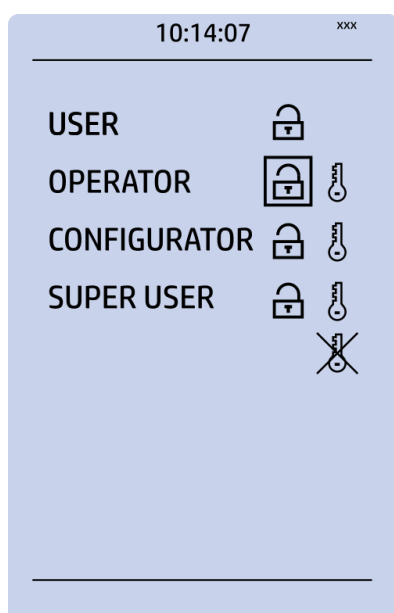 10:14:07 xxx
USER
OPERATOR
CONFIGURATOR
SUPER USER